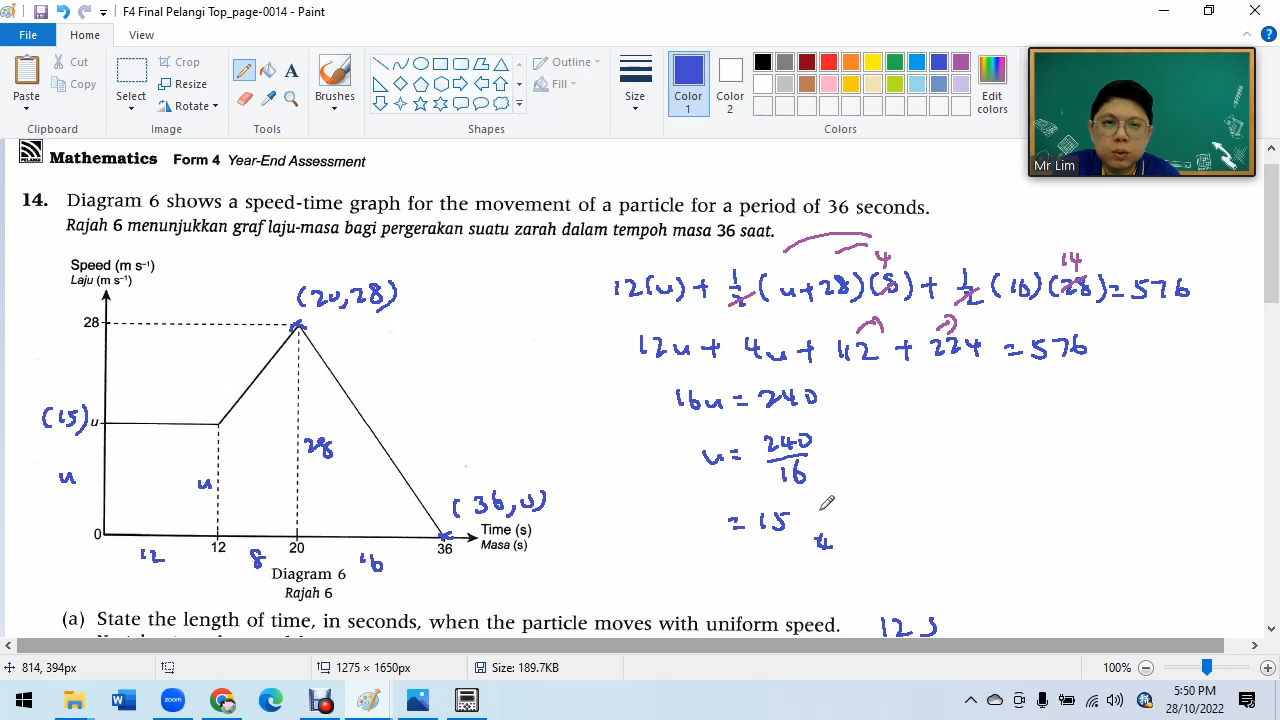 F4 Final Pelangi Top_page-0014 - Paint
File Home View
Paste Cut Copy Clipboard
Select Crop Resize Rotate Image
Tools
Brushes
Outline Fill Shapes
Size
Color 1 Color 2 Edit colors Colors
Mr Lim
PELANGI Mathematics Form 4 Year-End Assessment
14. Diagram 6 shows a speed-time graph for the movement of a particle for a period of 36 seconds.
Rajah 6 menunjukkan graf laju-masa bagi pergerakan suatu zarah dalam tempoh masa 36 saat.
Speed (m s⁻¹)
Laju (m s⁻¹)
(20,28)
28
(15) u
u u 28
(36,0)
0 12 20 36
Time (s)
Masa (s)
12 8 16
Diagram 6
Rajah 6
4 14
12(u) + 1/2 (u+28)(8) + 1/2 (16)(28) = 576
12u + 4u + 112 + 224 = 576
16u = 240
u = 240/16
= 15
(a) State the length of time, in seconds, when the particle moves with uniform speed. 12 s
814, 394px 1275 × 1650px Size: 189.7KB 100%
5:50 PM
28/10/2022